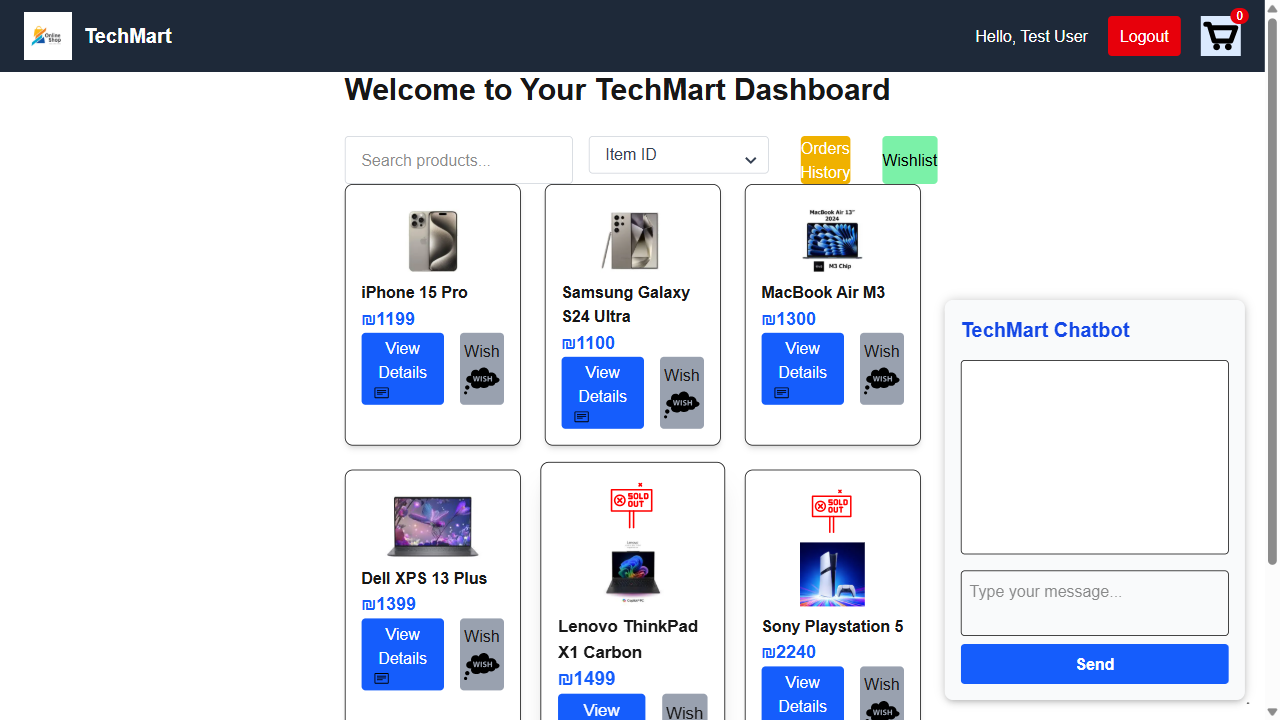 Online
Shop
TechMart
Hello, Test User
Logout
0
Welcome to Your TechMart Dashboard
Search products...
Item ID
Orders
History
Wishlist
iPhone 15 Pro
₪1199
View
Details
Wish
WISH
Samsung Galaxy
S24 Ultra
₪1100
View
Details
Wish
WISH
MacBook Air 13"
2024
M3 Chip
MacBook Air M3
₪1300
View
Details
Wish
WISH
Dell XPS 13 Plus
₪1399
View
Details
Wish
WISH
SOLD
OUT
Lenovo ThinkPad
X1 Carbon
₪1499
View
Wish
SOLD
OUT
Sony Playstation 5
₪2240
View
Details
Wish
WISH
TechMart Chatbot
Type your message...
Send